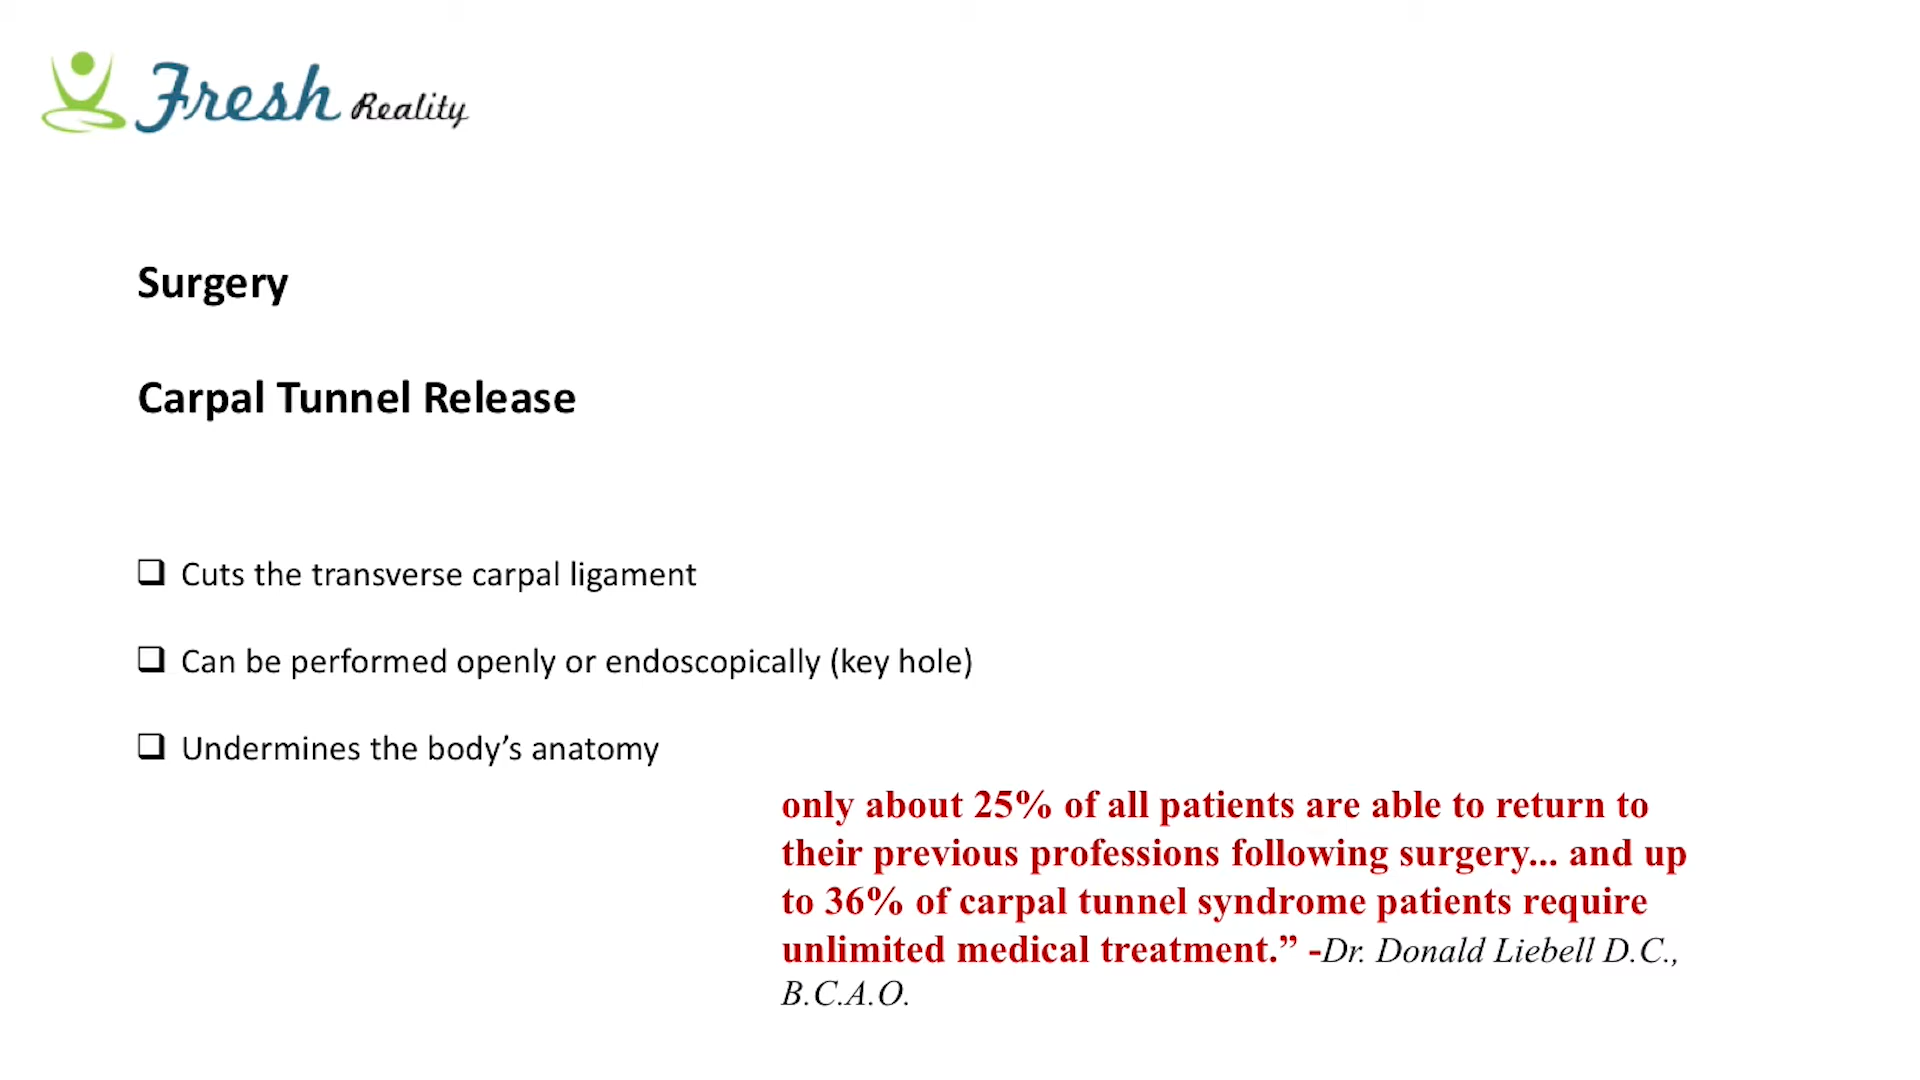 Fresh Reality
Surgery
Carpal Tunnel Release
❑ Cuts the transverse carpal ligament
❑ Can be performed openly or endoscopically (key hole)
❑ Undermines the body’s anatomy
only about 25% of all patients are able to return to
their previous professions following surgery... and up
to 36% of carpal tunnel syndrome patients require
unlimited medical treatment.” -Dr. Donald Liebell D.C.,
B.C.A.O.